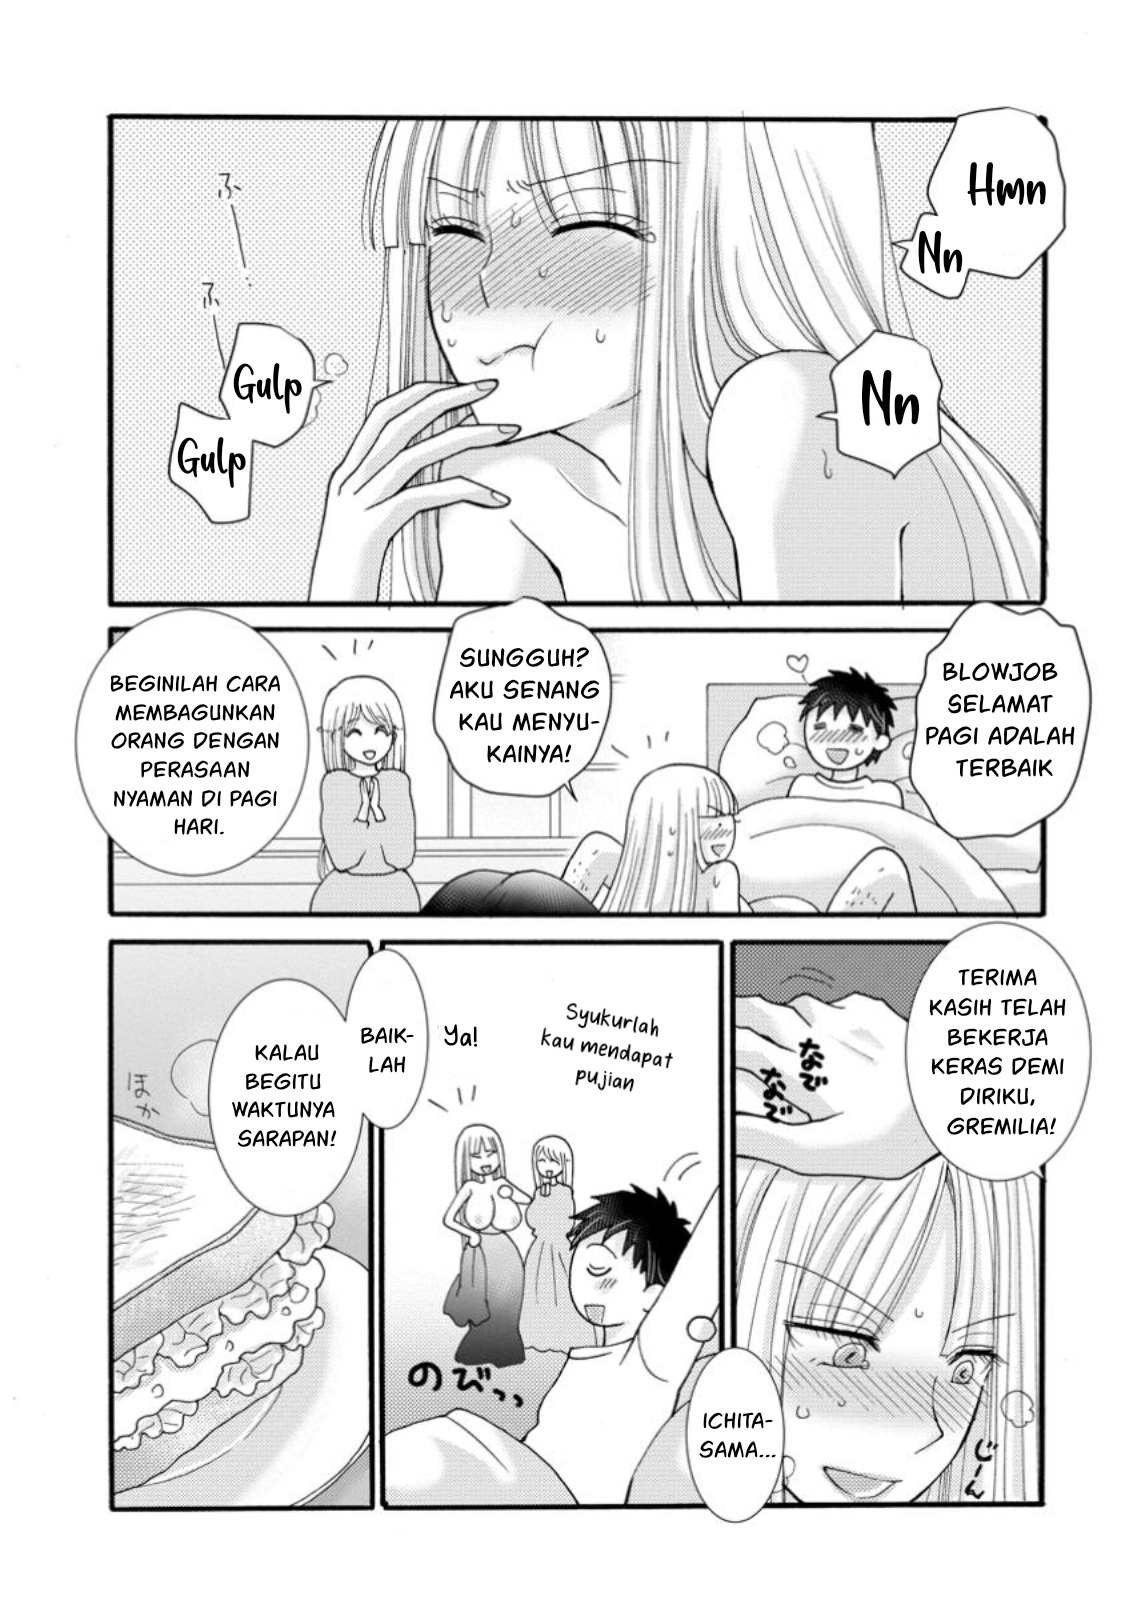 Hmn
Nn
Nn
ふー…
ふー…
Gulp
Gulp
BLOWJOB
SELAMAT
PAGI ADALAH
TERBAIK
SUNGGUH?
AKU SENANG
KAU MENYU-
KAINYA!
BEGINILAH CARA
MEMBAGUNKAN
ORANG DENGAN
PERASAAN
NYAMAN DI PAGI
HARI.
TERIMA
KASIH TELAH
BEKERJA
KERAS DEMI
DIRIKU,
GREMILIA!
なで
なで
ICHITA-
SAMA...
じーん
Syukurlah
kau mendapat
pujian
Ya!
のびっっ
BAIK-
LAH
KALAU
BEGITU
WAKTUNYA
SARAPAN!
ほか